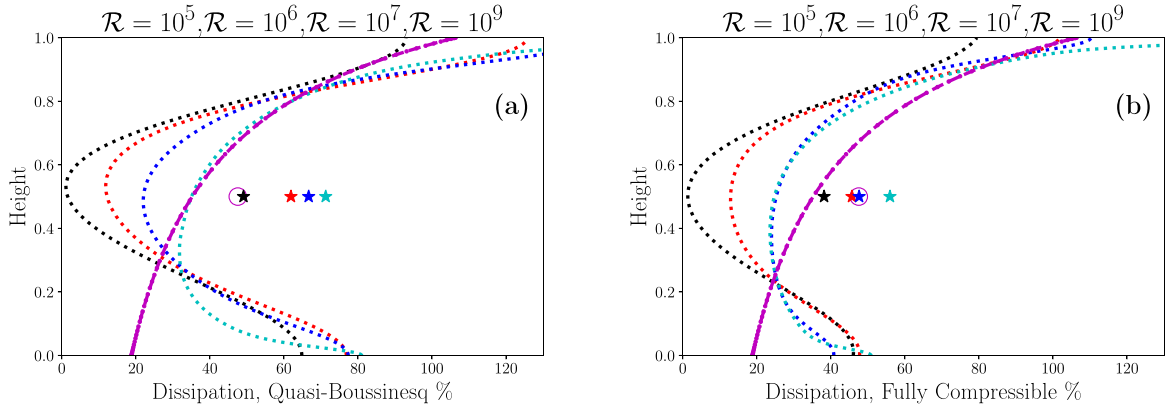 ℛ = 10⁵,ℛ = 10⁶,ℛ = 10⁷,ℛ = 10⁹
1.0
0.8
0.6
0.4
0.2
0.0
Height
(a)
0 20 40 60 80 100 120
Dissipation, Quasi-Boussinesq %
ℛ = 10⁵,ℛ = 10⁶,ℛ = 10⁷,ℛ = 10⁹
1.0
0.8
0.6
0.4
0.2
0.0
Height
(b)
0 20 40 60 80 100 120
Dissipation, Fully Compressible %